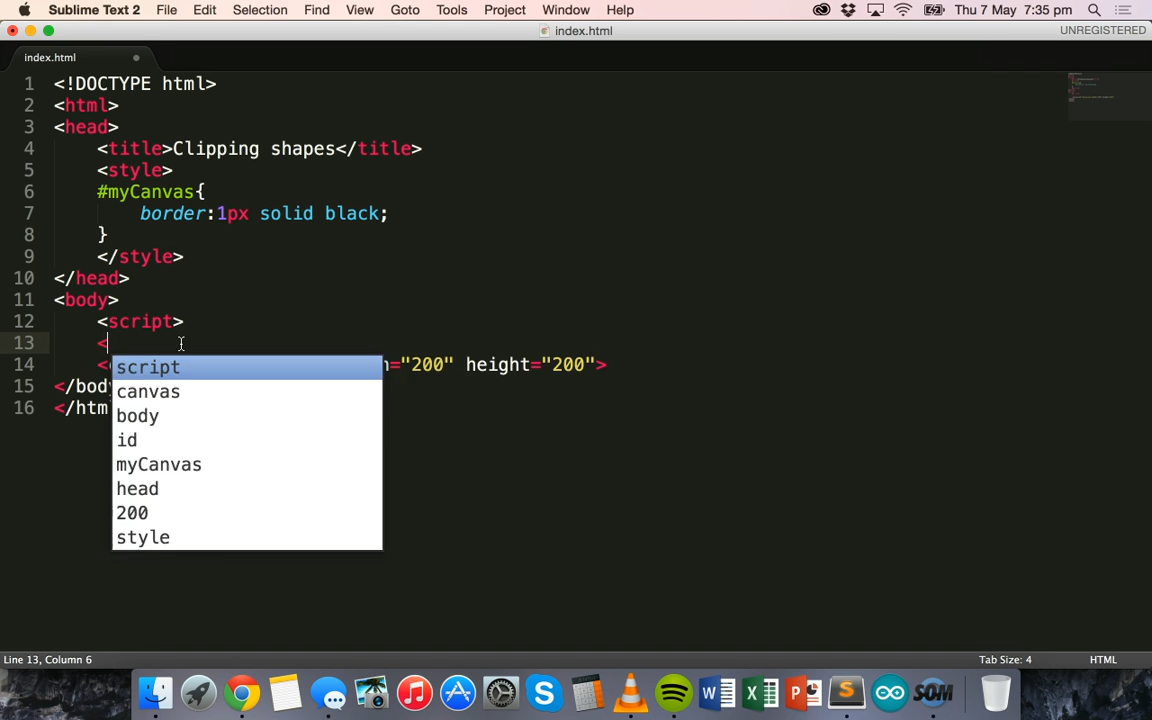 Sublime Text 2 File Edit Selection Find View Goto Tools Project Window Help Thu 7 May 7:35 pm
index.html UNREGISTERED
index.html
1 <!DOCTYPE html>
2 <html>
3 <head>
4 <title>Clipping shapes</title>
5 <style>
6 #myCanvas{
7 border:1px solid black;
8 }
9 </style>
10 </head>
11 <body>
12 <script>
13 <
14 ="200" height="200">
15 </bod
16 </htm
script
canvas
body
id
myCanvas
head
200
style
Line 13, Column 6 Tab Size: 4 HTML
SOM